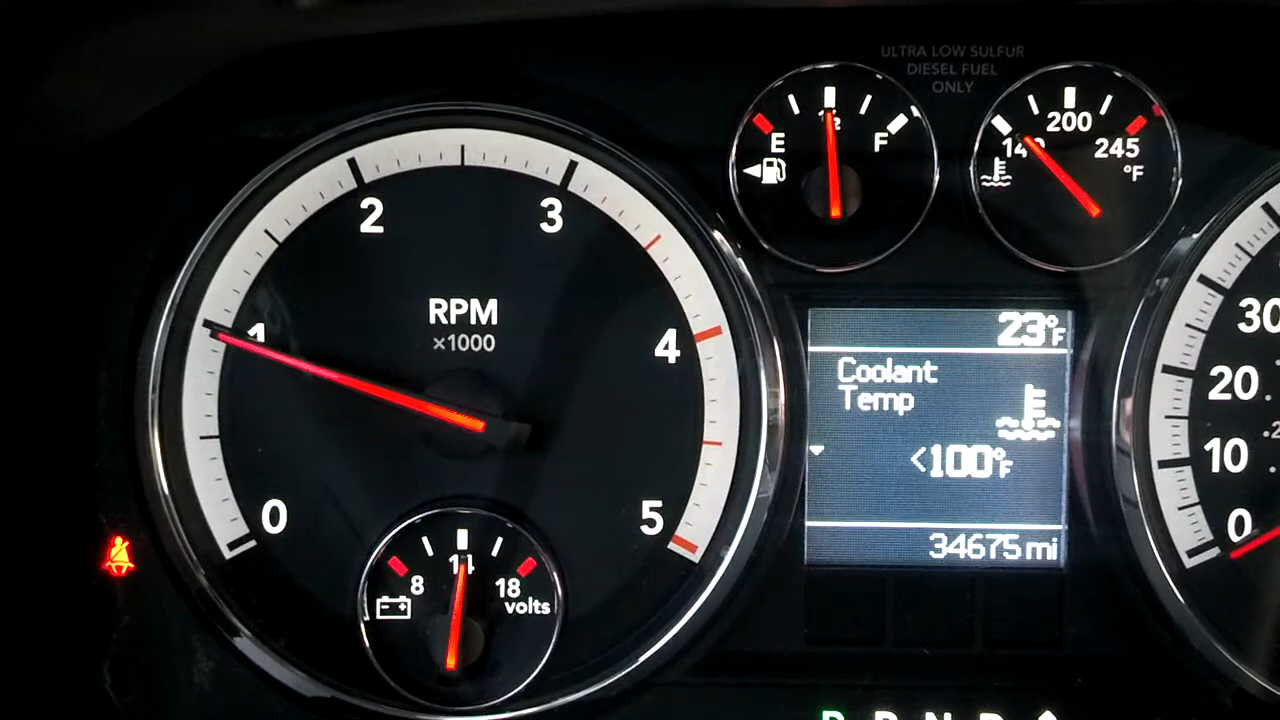 ULTRA LOW SULFUR
DIESEL FUEL
ONLY
E
F
200
245
°F
2
3
RPM
×1000
1
4
0
5
8
18
volts
23°F
Coolant
Temp
<100°F
34675 mi
30
20
10
0